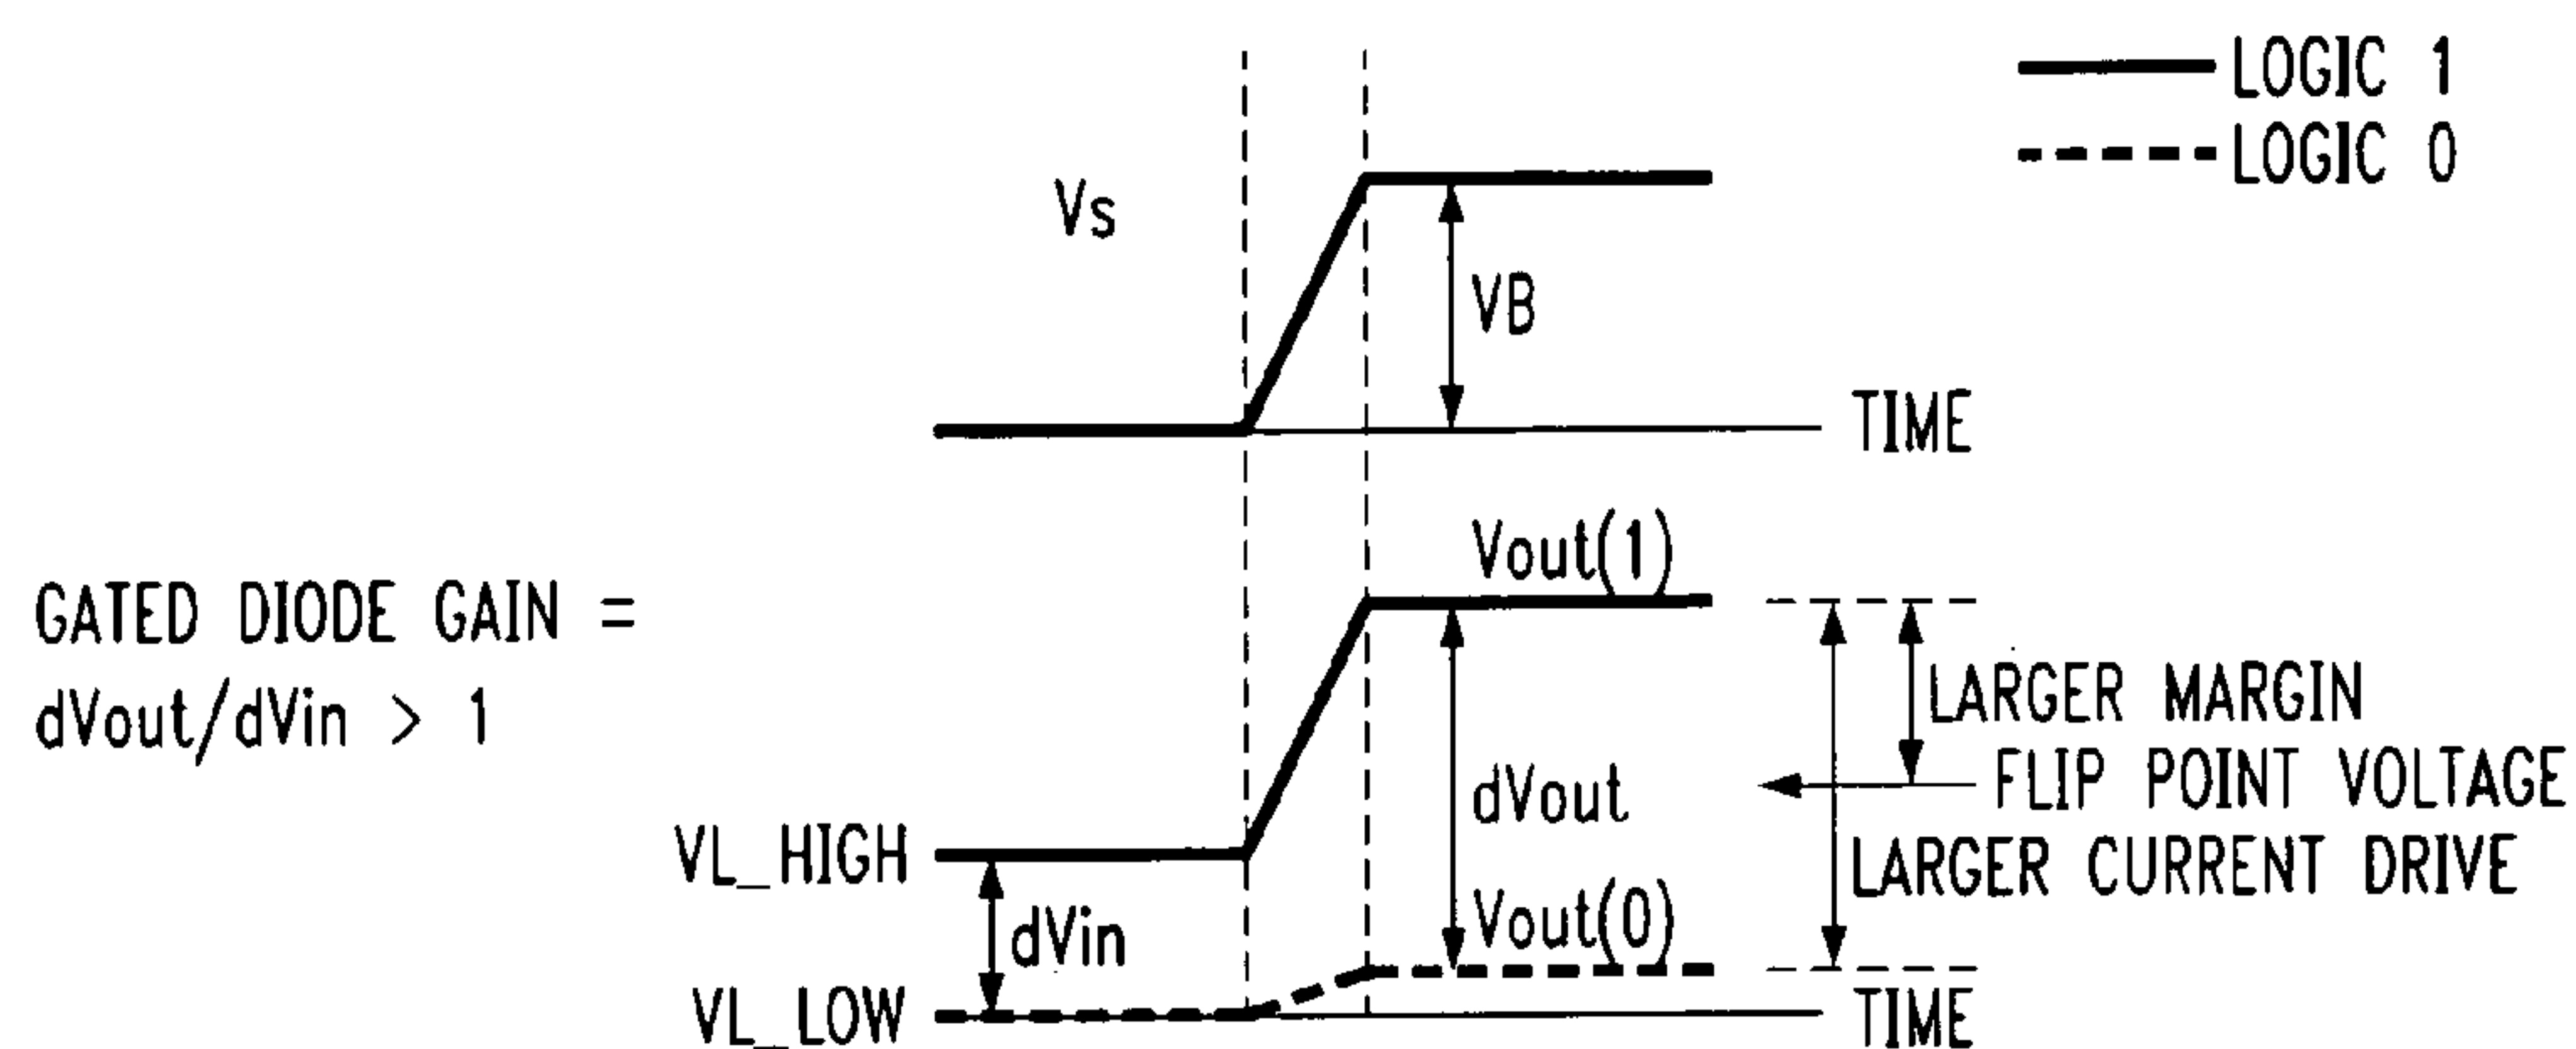 LOGIC 1
LOGIC 0
Vs
VB
TIME
Vout(1)
GATED DIODE GAIN =
dVout/dVin > 1
LARGER MARGIN
FLIP POINT VOLTAGE
dVout
VL_HIGH
LARGER CURRENT DRIVE
dVin
Vout(0)
VL_LOW
TIME